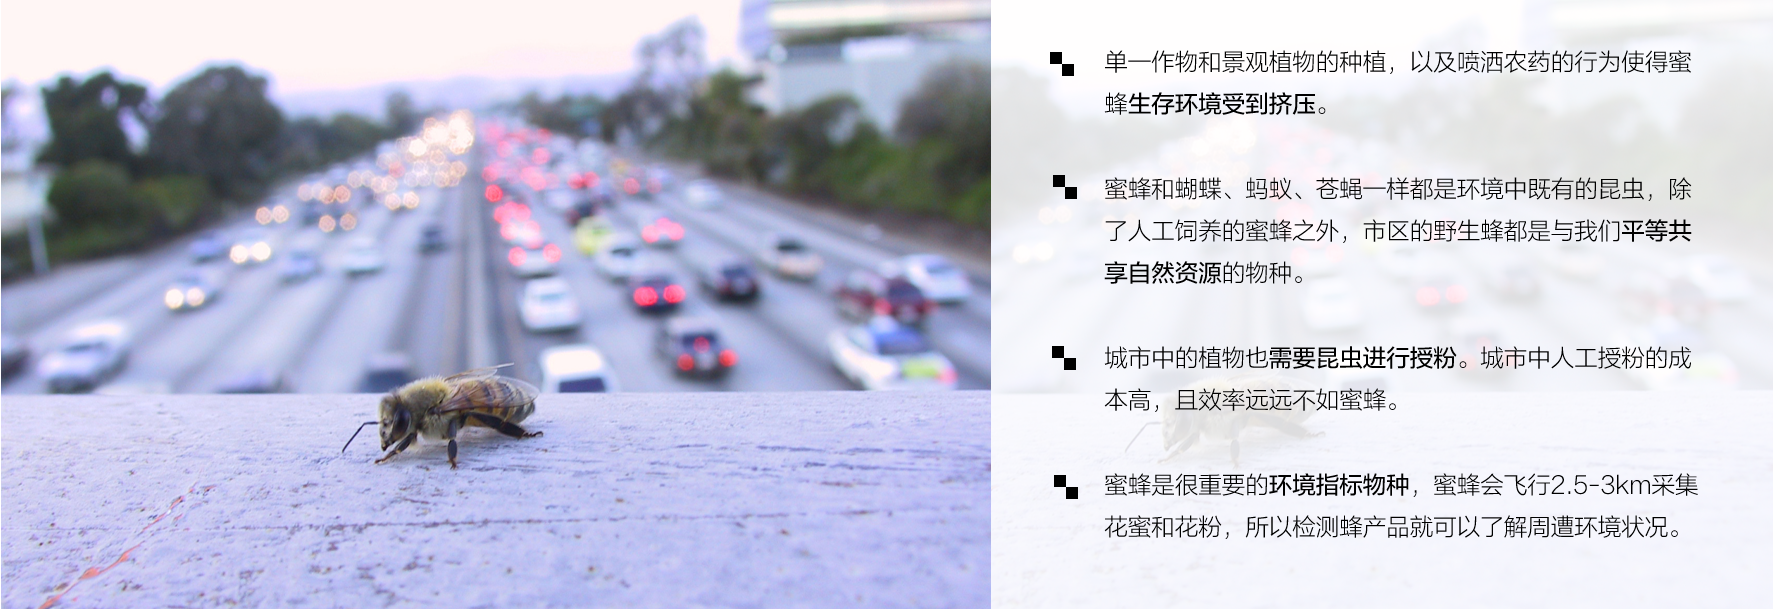 单一作物和景观植物的种植，以及喷洒农药的行为使得蜜
蜂生存环境受到挤压。
蜜蜂和蝴蝶、蚂蚁、苍蝇一样都是环境中既有的昆虫，除
了人工饲养的蜜蜂之外，市区的野生蜂都是与我们平等共
享自然资源的物种。
城市中的植物也需要昆虫进行授粉。城市中人工授粉的成
本高，且效率远远不如蜜蜂。
蜜蜂是很重要的环境指标物种，蜜蜂会飞行2.5-3km采集
花蜜和花粉，所以检测蜂产品就可以了解周遭环境状况。